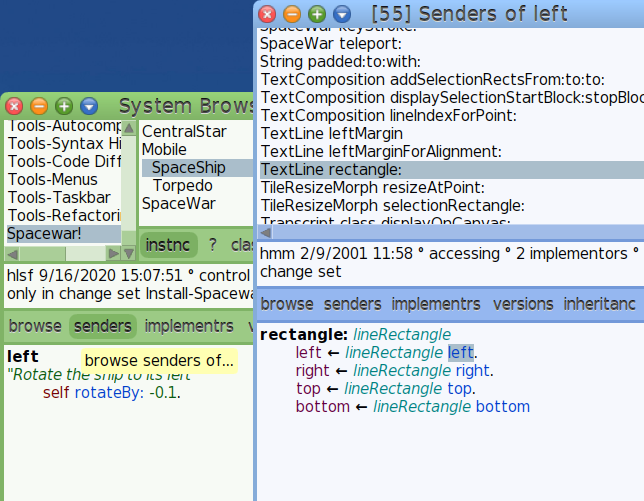 [55] Senders of left
SpaceWar keyStroke:
SpaceWar teleport:
String padded:to:with:
TextComposition addSelectionRectsFrom:to:to:
TextComposition displaySelectionStartBlock:stopBloc
TextComposition lineIndexForPoint:
TextLine leftMargin
TextLine leftMarginForAlignment:
TextLine rectangle:
TileResizeMorph resizeAtPoint:
TileResizeMorph selectionRectangle:
Transcript class displayOnCanvas:
hmm 2/9/2001 11:58 ° accessing ° 2 implementors °
change set
browse senders implementrs versions inheritanc
rectangle: lineRectangle
left ← lineRectangle left.
right ← lineRectangle right.
top ← lineRectangle top.
bottom ← lineRectangle bottom
System Brows
Tools-Autocomp
Tools-Syntax Hi
Tools-Code Diff
Tools-Menus
Tools-Taskbar
Tools-Refactorin
Spacewar!
CentralStar
Mobile
SpaceShip
Torpedo
SpaceWar
instnc ? clas
hlsf 9/16/2020 15:07:51 ° control
only in change set Install-Spacewa
browse senders implementrs v
left
browse senders of...
"Rotate the ship to its left"
self rotateBy: -0.1.